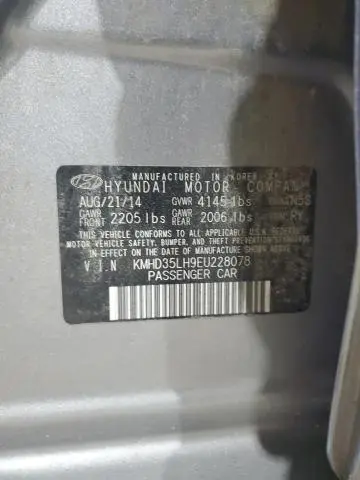 MANUFACTURED IN KOREA BY
HYUNDAI MOTOR COMPANY
AUG/21/14 GVWR 4145 lbs
GAWR FRONT 2205 lbs GAWR REAR 2006 lbs RY
THIS VEHICLE CONFORMS TO ALL APPLICABLE U.S. FEDERAL
MOTOR VEHICLE SAFETY, BUMPER, AND THEFT PREVENTION STANDARDS
IN EFFECT ON THE DATE OF MANUFACTURE SHOWN ABOVE.
V I N KMHD35LH9EU228078
PASSENGER CAR